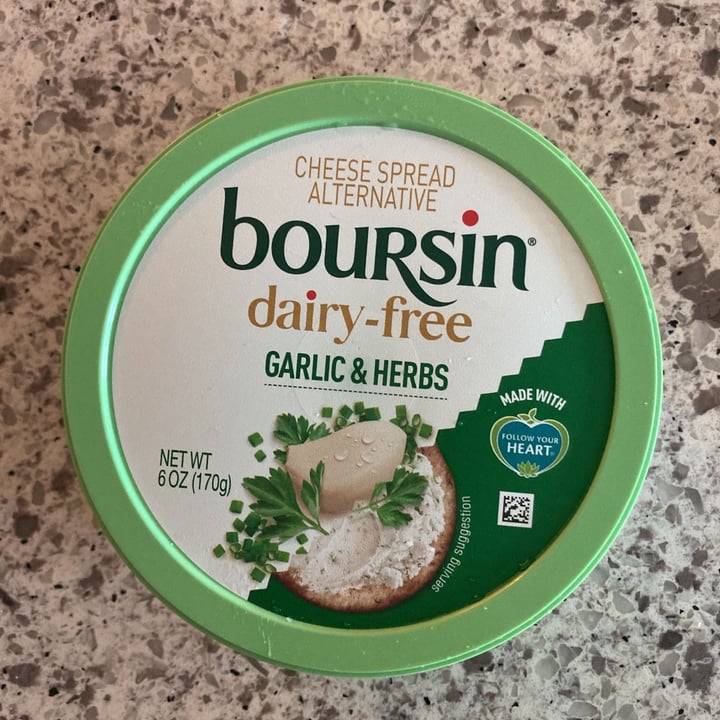 CHEESE SPREAD
ALTERNATIVE
boursin®
dairy-free
GARLIC & HERBS
MADE WITH
FOLLOW YOUR
HEART
NET WT
6 OZ (170g)
serving suggestion